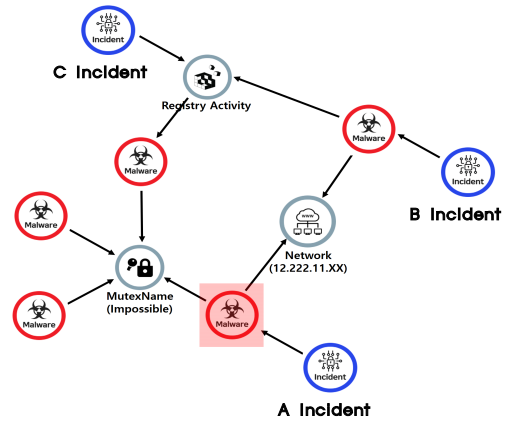 Incident
C Incident
Registry Activity
Malware
Malware
Incident
B Incident
Malware
www
Network
(12.222.11.XX)
MutexName
(Impossible)
Malware
Malware
Incident
A Incident